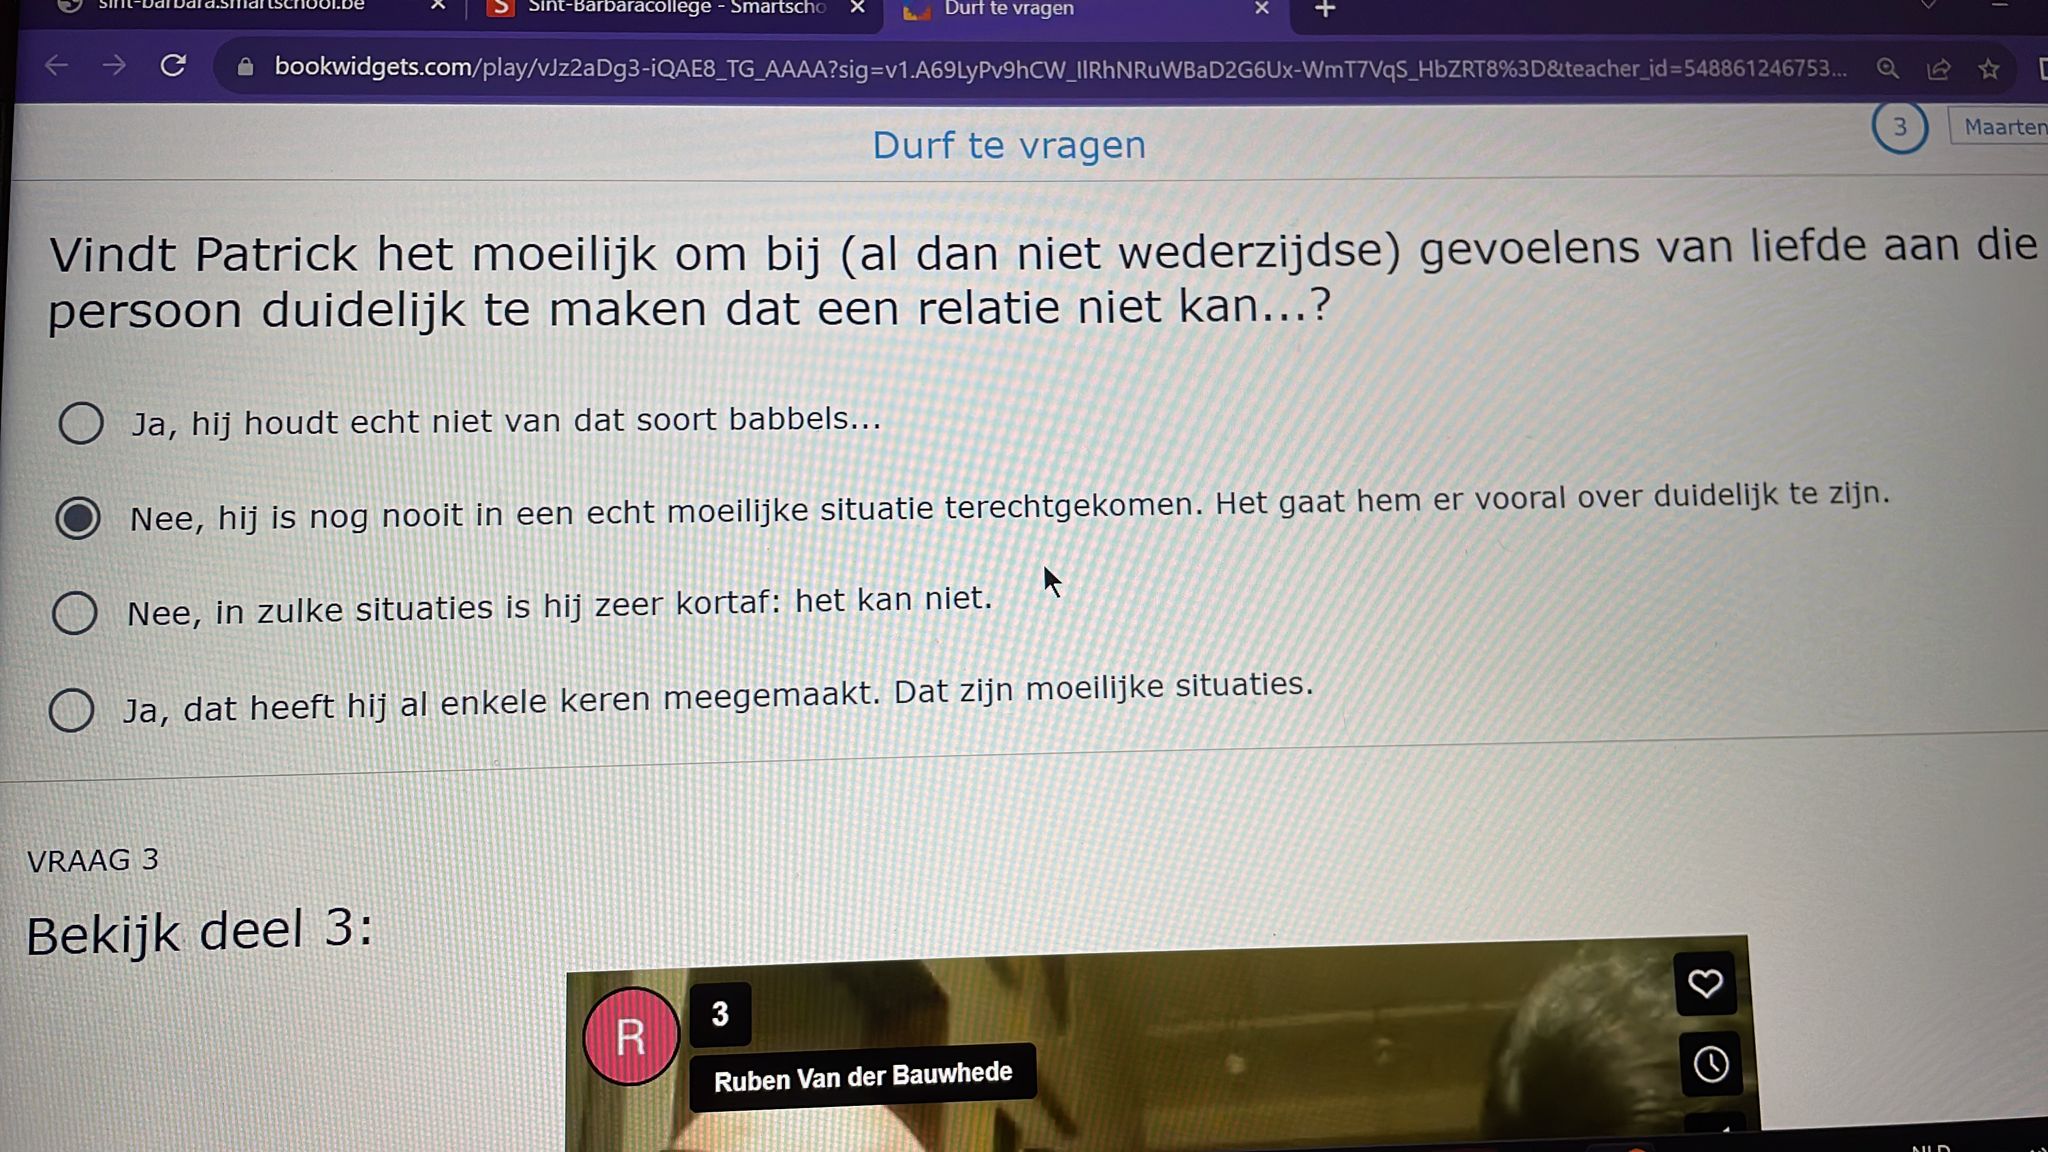 sint-barbara.smartschool.be
Sint-Barbaracollege - Smartscho
Durf te vragen
bookwidgets.com/play/vJz2aDg3-iQAE8_TG_AAAA?sig=v1.A69LyPv9hCW_IIRhNRuWBaD2G6Ux-WmT7VqS_HbZRT8%3D&teacher_id=548861246753...
Durf te vragen
3
Maarten
Vindt Patrick het moeilijk om bij (al dan niet wederzijdse) gevoelens van liefde aan die
persoon duidelijk te maken dat een relatie niet kan...?
Ja, hij houdt echt niet van dat soort babbels...
Nee, hij is nog nooit in een echt moeilijke situatie terechtgekomen. Het gaat hem er vooral over duidelijk te zijn.
Nee, in zulke situaties is hij zeer kortaf: het kan niet.
Ja, dat heeft hij al enkele keren meegemaakt. Dat zijn moeilijke situaties.
VRAAG 3
Bekijk deel 3:
R
3
Ruben Van der Bauwhede